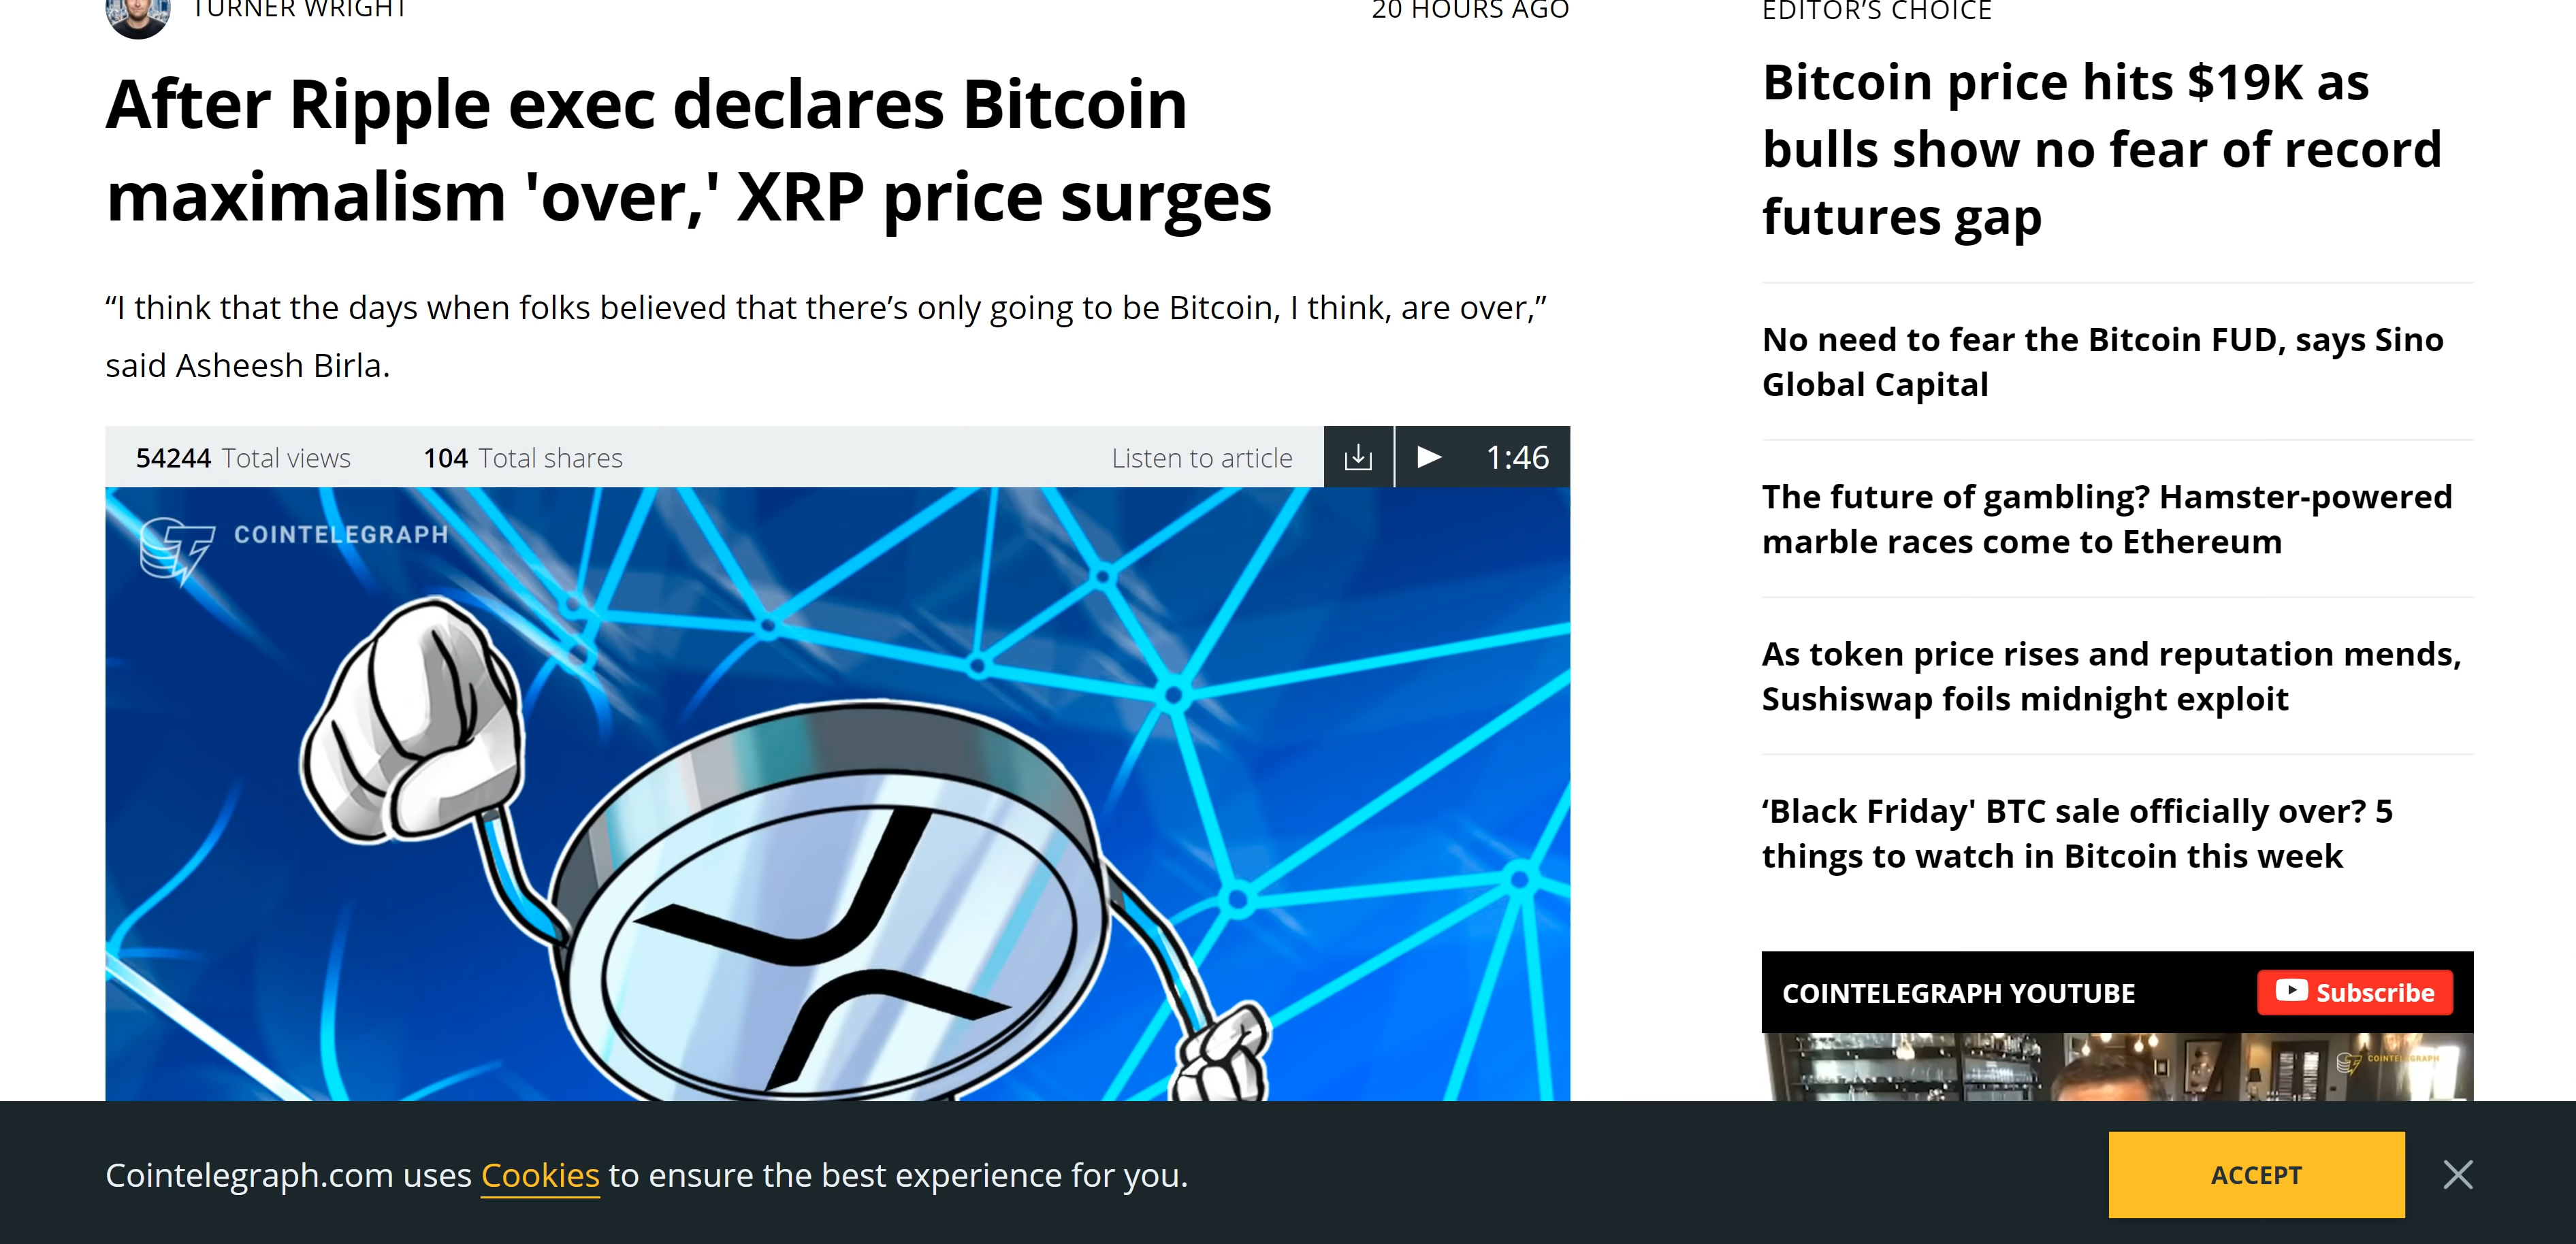 TURNER WRIGHT
20 HOURS AGO
After Ripple exec declares Bitcoin
maximalism 'over,' XRP price surges
“I think that the days when folks believed that there’s only going to be Bitcoin, I think, are over,”
said Asheesh Birla.
54244 Total views
104 Total shares
Listen to article
1:46
COINTELEGRAPH
EDITOR’S CHOICE
Bitcoin price hits $19K as
bulls show no fear of record
futures gap
No need to fear the Bitcoin FUD, says Sino
Global Capital
The future of gambling? Hamster-powered
marble races come to Ethereum
As token price rises and reputation mends,
Sushiswap foils midnight exploit
‘Black Friday' BTC sale officially over? 5
things to watch in Bitcoin this week
COINTELEGRAPH YOUTUBE
Subscribe
COINTELEGRAPH
Cointelegraph.com uses Cookies to ensure the best experience for you.
ACCEPT